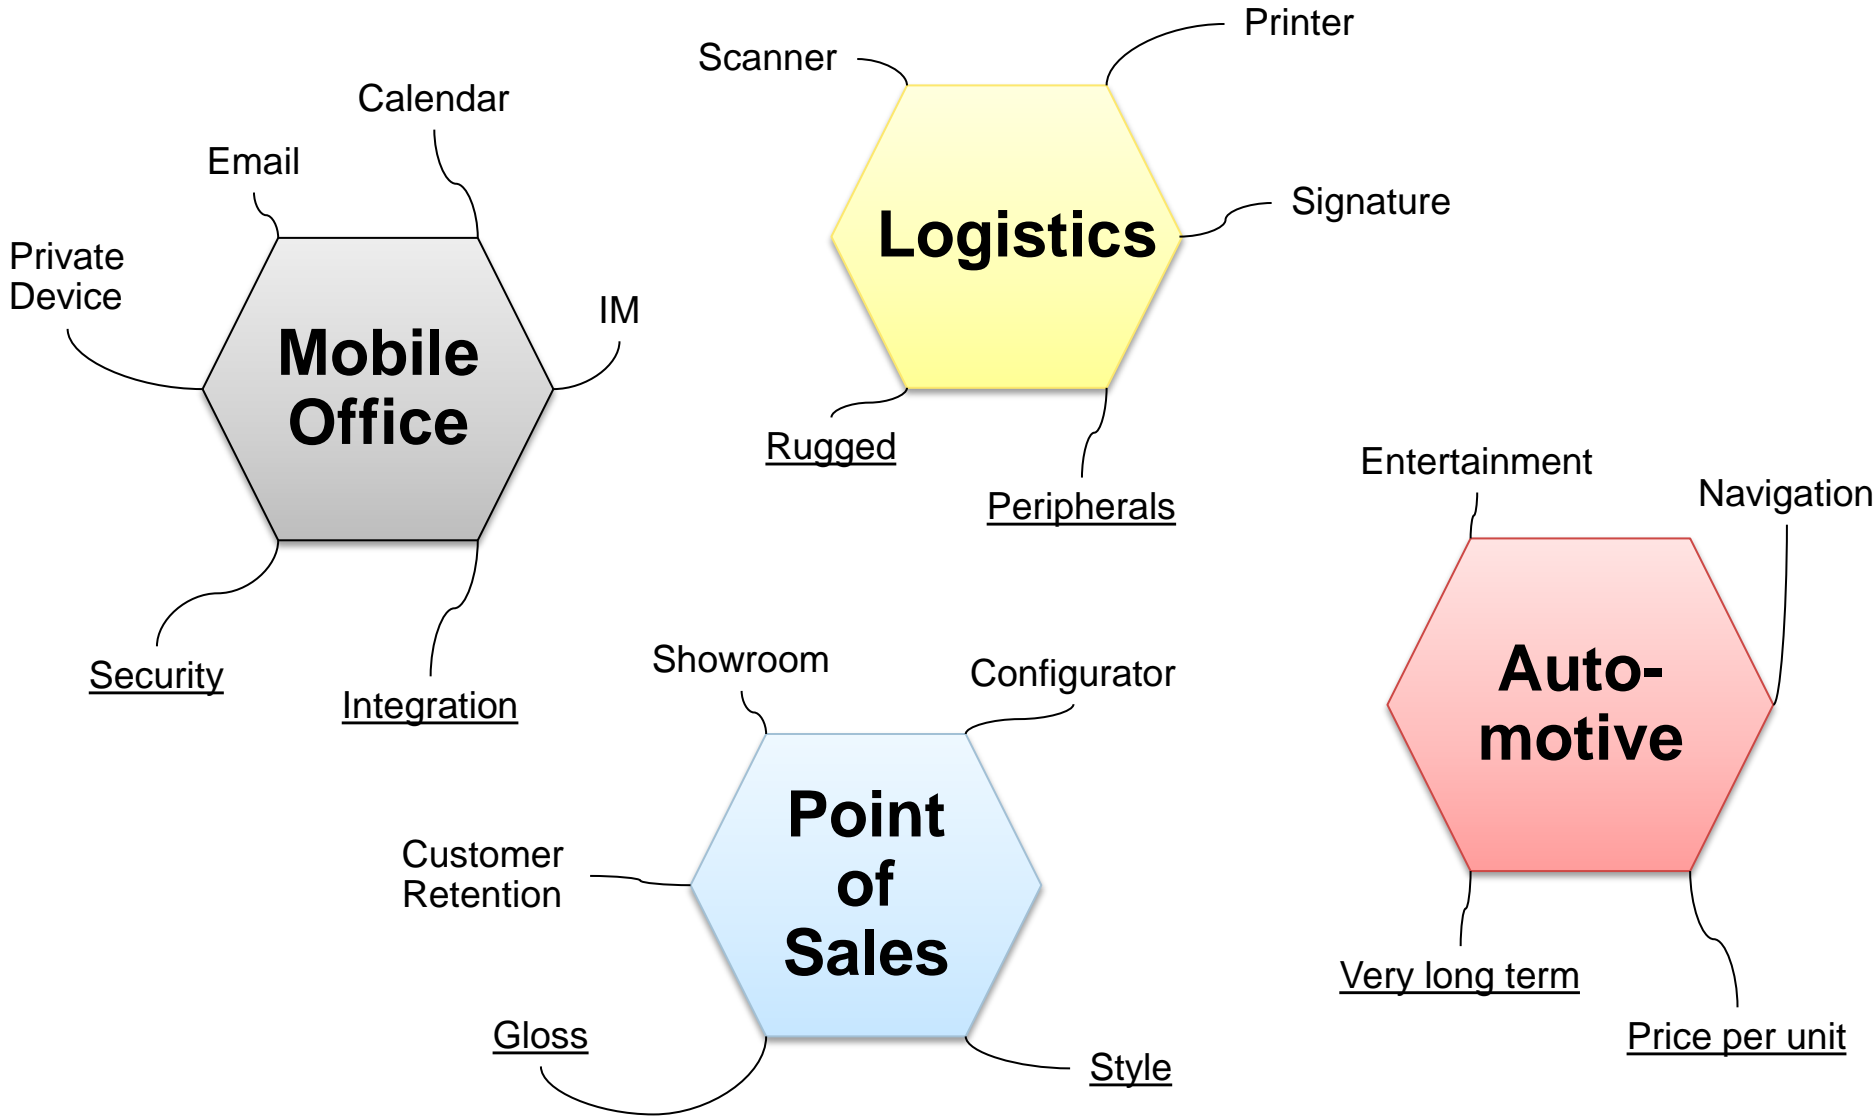 Printer
Scanner
Calendar
Email
Signature
Logistics
Private
Device
IM
Mobile
Office
Rugged
Entertainment
Navigation
Peripherals
Security
Integration
Showroom
Configurator
Auto-
motive
Point
of
Sales
Customer
Retention
Very long term
Gloss
Style
Price per unit